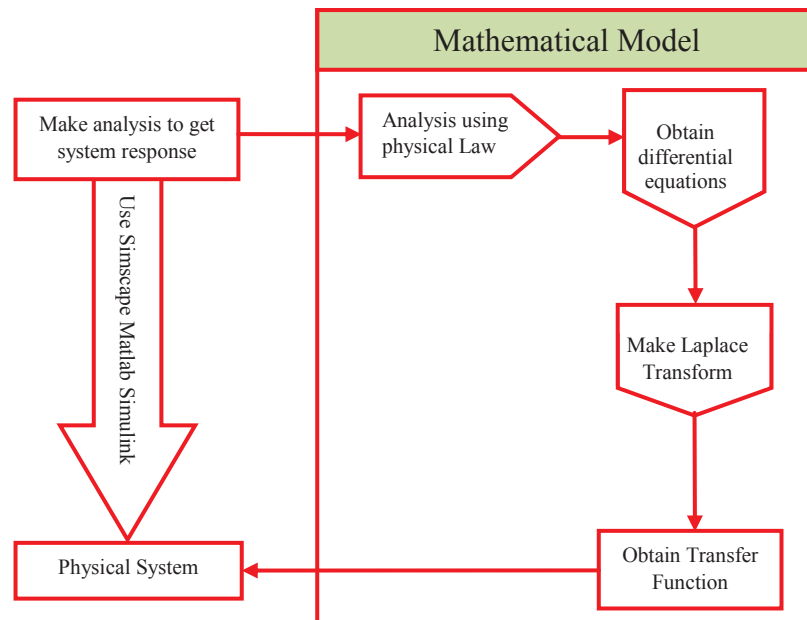 Mathematical Model
Make analysis to get
system response
Analysis using
physical Law
Obtain
differential
equations
Use Simscape Matlab Simulink
Make Laplace
Transform
Physical System
Obtain Transfer
Function